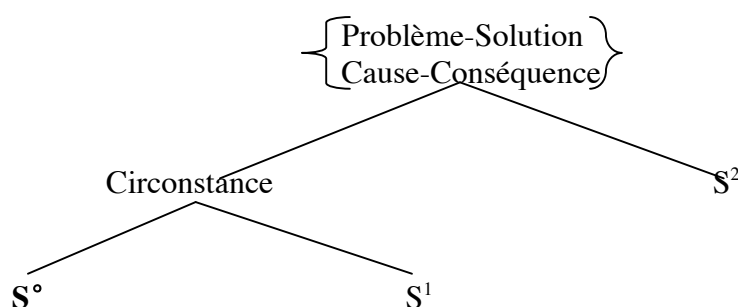 Problème-Solution
Cause-Conséquence
Circonstance
S²
S° S¹